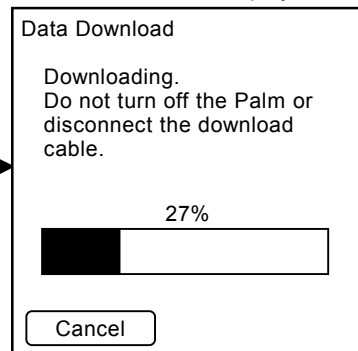 Data Download
Downloading.
Do not turn off the Palm or
disconnect the download
cable.
27%
Cancel